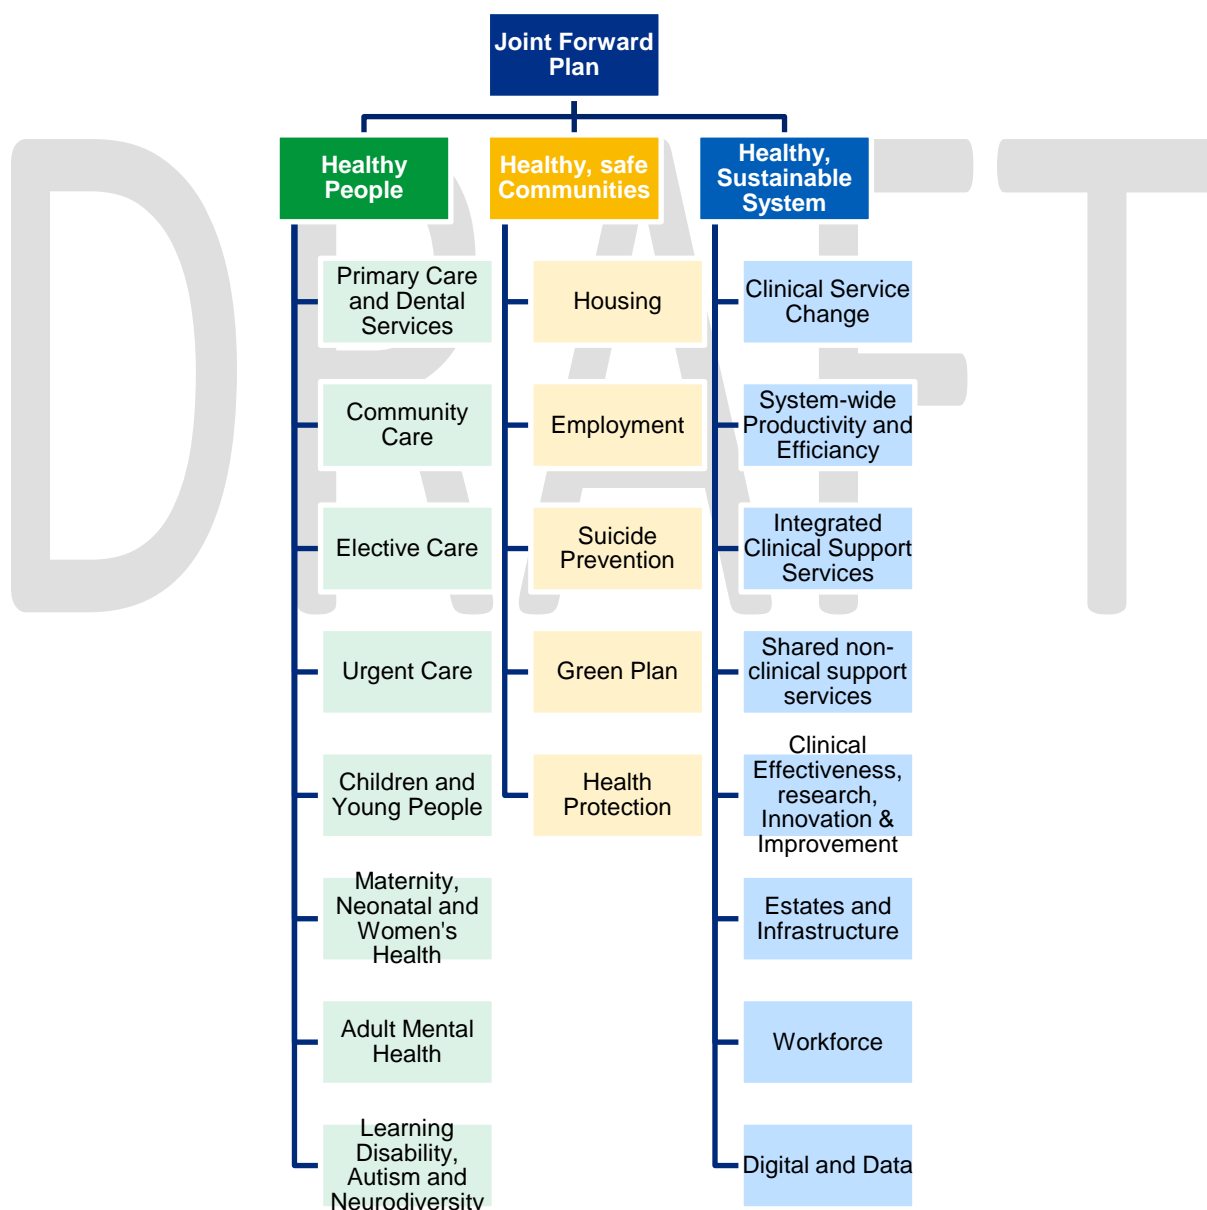 Joint Forward
Plan
Healthy
People
Healthy, safe
Communities
Healthy,
Sustainable
System
Primary Care
and Dental
Services
Community
Care
Elective Care
Urgent Care
Children and
Young People
Maternity,
Neonatal and
Women's
Health
Adult Mental
Health
Learning
Disability,
Autism and
Neurodiversity
Housing
Employment
Suicide
Prevention
Green Plan
Health
Protection
Clinical Service
Change
System-wide
Productivity and
Efficiancy
Integrated
Clinical Support
Services
Shared non-
clinical support
services
Clinical
Effectiveness,
research,
Innovation &
Improvement
Estates and
Infrastructure
Workforce
Digital and Data
DRAFT